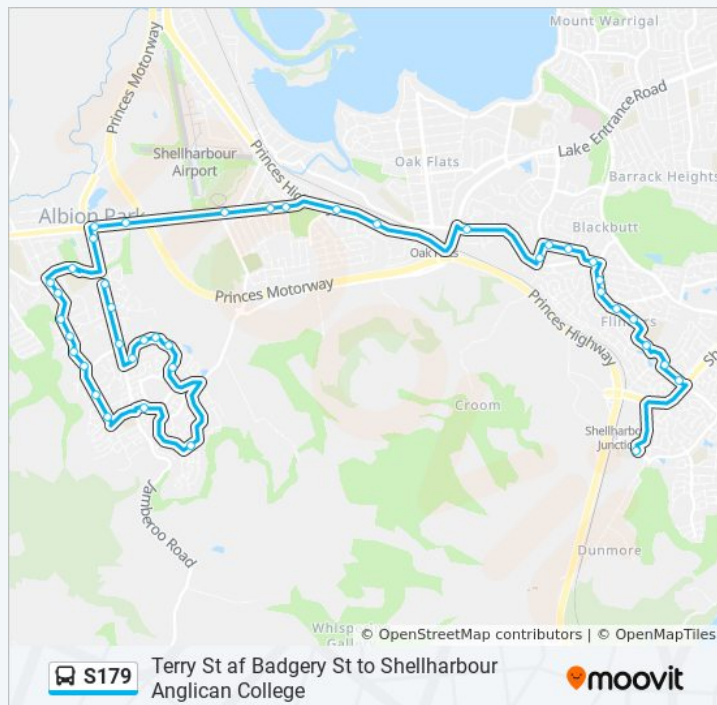 Mount Warrigal
Princes Motorway
Lake Entrance Road
Shellharbour
Airport
Princes
Oak Flats
Barrack Heights
Albion Park
Blackbutt
Oak Flats
Princes Motorway
Princes Highway
Flinders
Croom
Shellharbour
Junction
Jamberoo Road
Dunmore
© OpenStreetMap contributors | © OpenMapTiles
S179
Terry St af Badgery St to Shellharbour
Anglican College
moovit